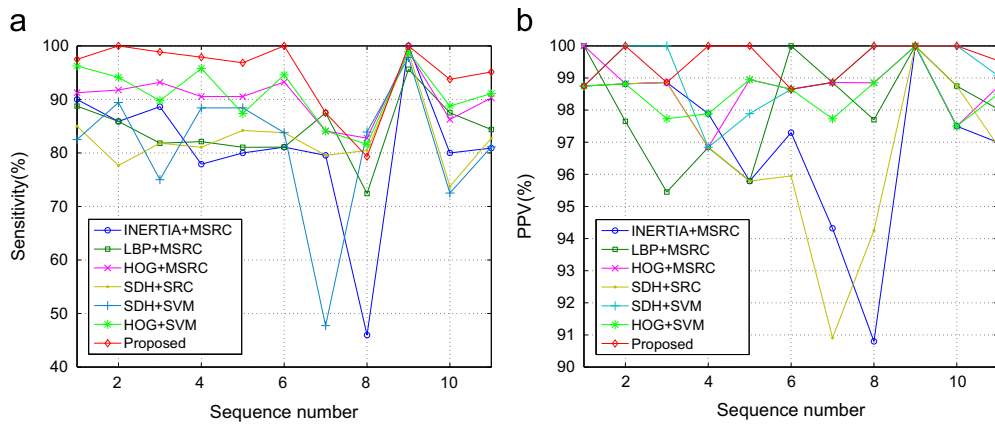 a
100
90
80
70
60
50
40
Sensitivity(%)
INERTIA+MSRC
LBP+MSRC
HOG+MSRC
SDH+SRC
SDH+SVM
HOG+SVM
Proposed
2 4 6 8 10
Sequence number
b
100
99
98
97
96
95
94
93
92
91
90
PPV(%)
INERTIA+MSRC
LBP+MSRC
HOG+MSRC
SDH+SRC
SDH+SVM
HOG+SVM
Proposed
2 4 6 8 10
Sequence number